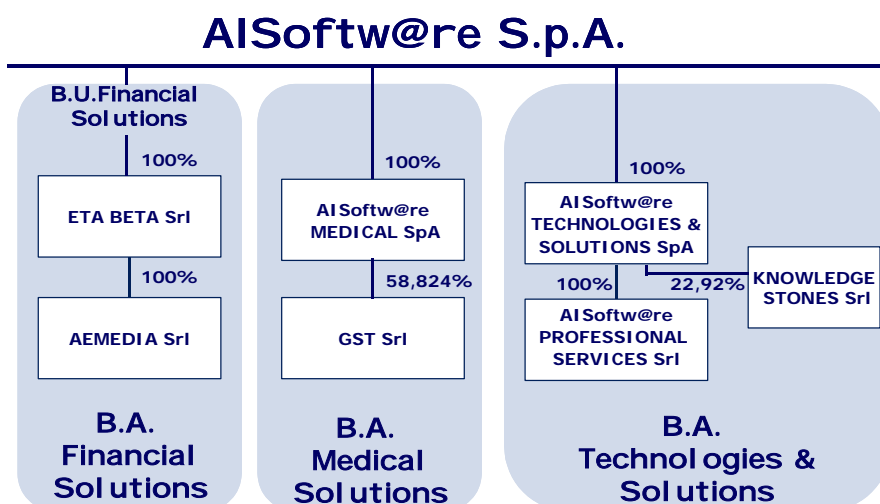 AISoftw@re S.p.A.
B.U.Financial
Solutions
100%
ETA BETA Srl
100%
AEMEDIA Srl
B.A.
Financial
Solutions
100%
AISoftw@re
MEDICAL SpA
58,824%
GST Srl
B.A.
Medical
Solutions
100%
AISoftw@re
TECHNOLOGIES &
SOLUTIONS SpA
100%
22,92%
KNOWLEDGE
STONES Srl
AISoftw@re
PROFESSIONAL
SERVICES Srl
B.A.
Technologies &
Solutions